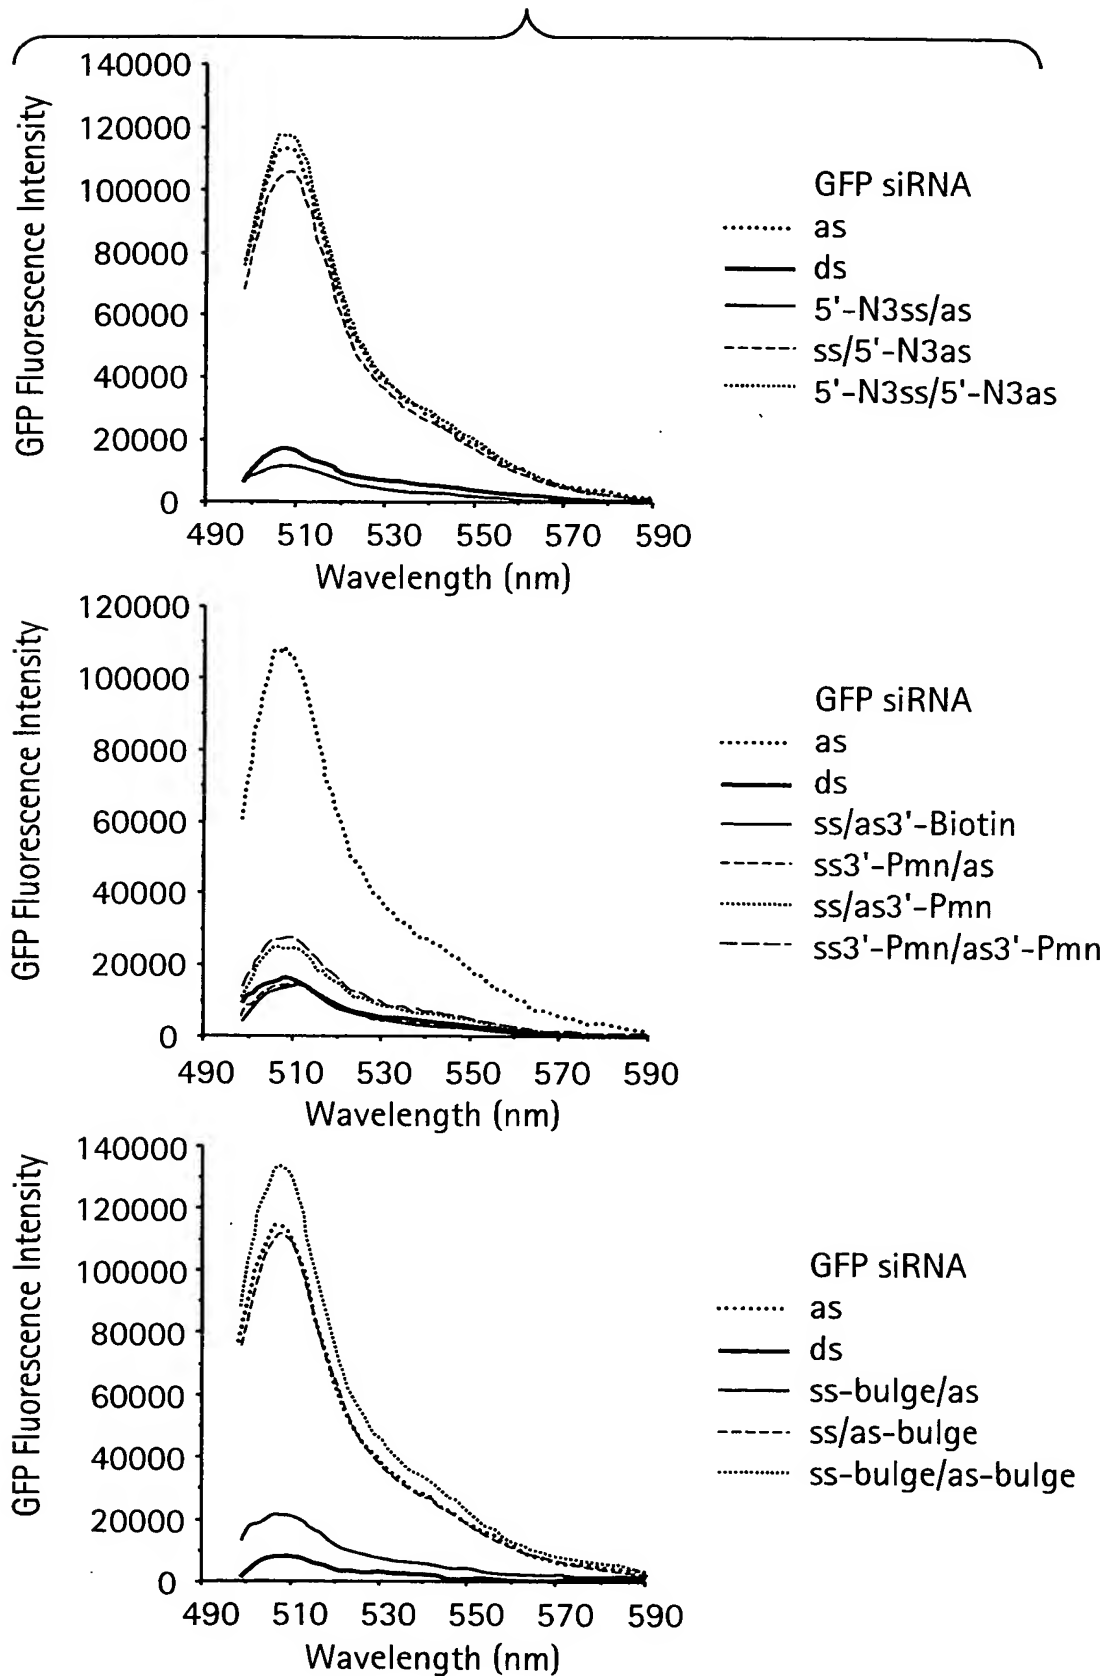 140000
120000
100000
80000
60000
40000
20000
0
GFP Fluorescence Intensity
490 510 530 550 570 590
Wavelength (nm)
GFP siRNA
as
ds
5'-N3ss/as
ss/5'-N3as
5'-N3ss/5'-N3as
120000
100000
80000
60000
40000
20000
0
GFP Fluorescence Intensity
490 510 530 550 570 590
Wavelength (nm)
GFP siRNA
as
ds
ss/as3'-Biotin
ss3'-Pmn/as
ss/as3'-Pmn
ss3'-Pmn/as3'-Pmn
140000
120000
100000
80000
60000
40000
20000
0
GFP Fluorescence Intensity
490 510 530 550 570 590
Wavelength (nm)
GFP siRNA
as
ds
ss-bulge/as
ss/as-bulge
ss-bulge/as-bulge